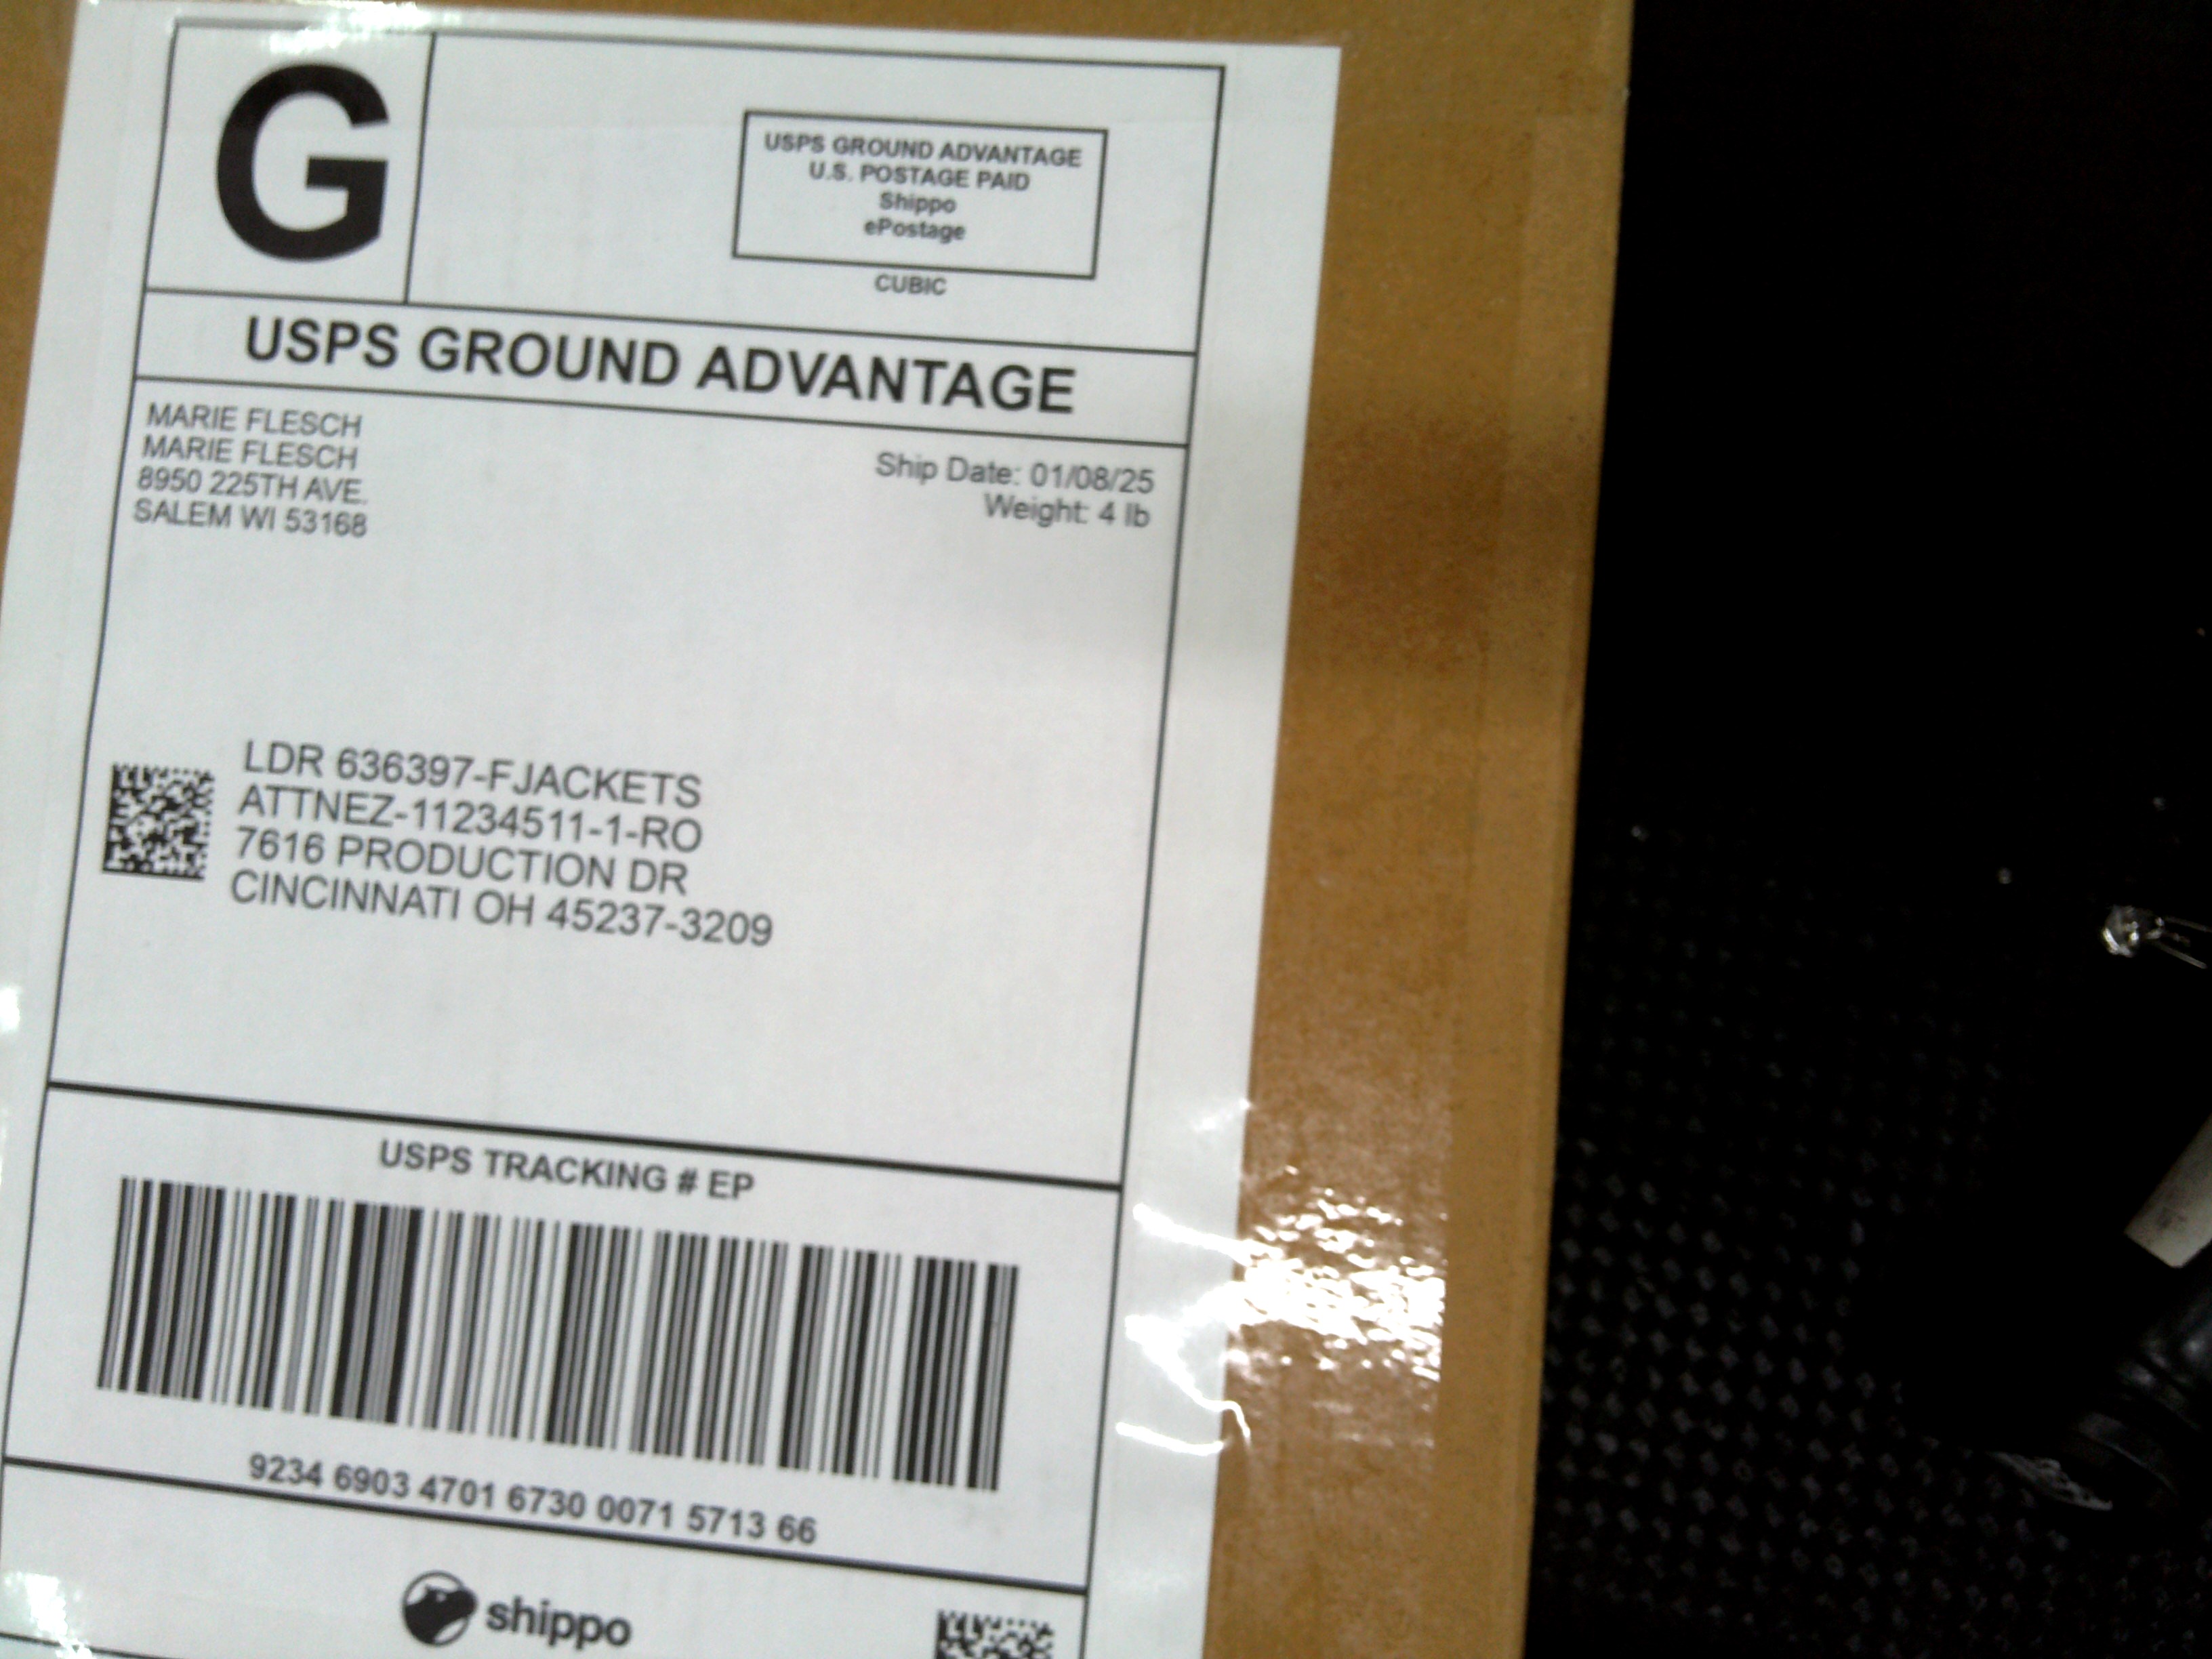 G
USPS GROUND ADVANTAGE
U.S. POSTAGE PAID
Shippo
ePostage
CUBIC
USPS GROUND ADVANTAGE
MARIE FLESCH
MARIE FLESCH
8950 225TH AVE.
SALEM WI 53168
Ship Date: 01/08/25
Weight: 4 lb
LDR 636397-FJACKETS
ATTNEZ-11234511-1-RO
7616 PRODUCTION DR
CINCINNATI OH 45237-3209
USPS TRACKING # EP
9234 6903 4701 6730 0071 5713 66
shippo